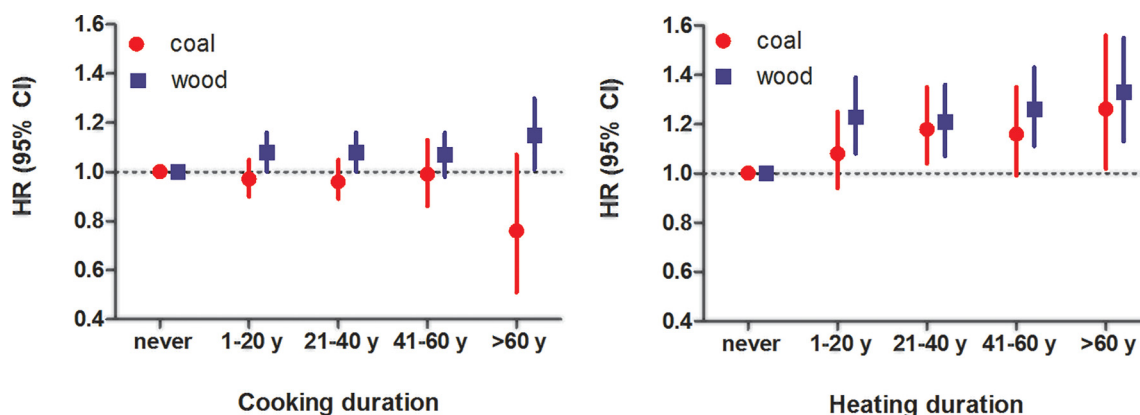 1.6
1.4
1.2
1.0
0.8
0.6
0.4
HR (95% CI)
coal
wood
never 1-20 y 21-40 y 41-60 y >60 y
Cooking duration
1.6
1.4
1.2
1.0
0.8
0.6
0.4
HR (95% CI)
coal
wood
never 1-20 y 21-40 y 41-60 y >60 y
Heating duration